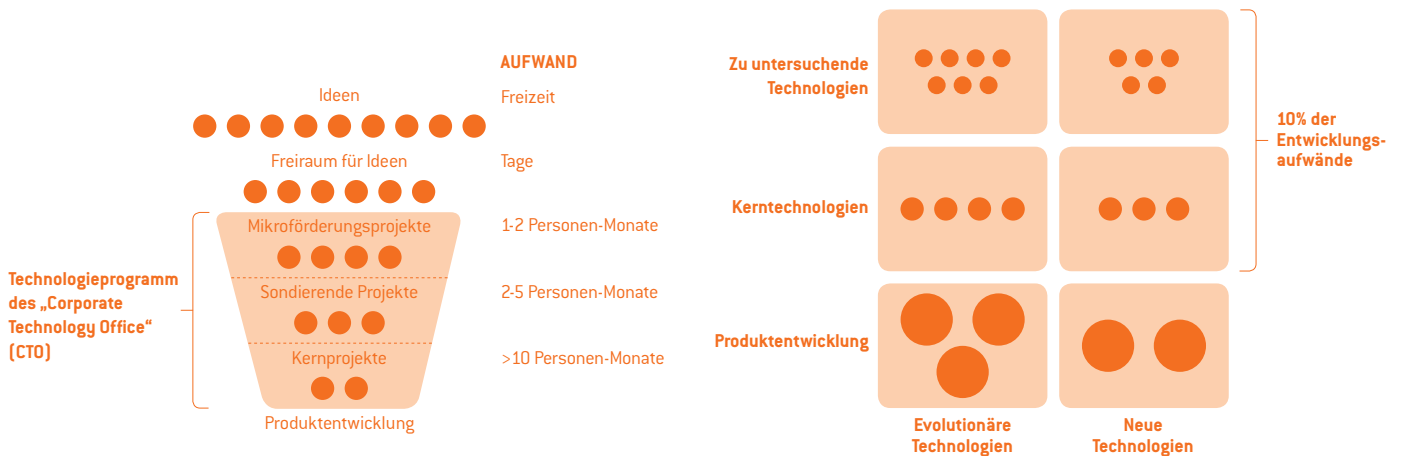 AUFWAND
Ideen
Freizeit
Freiraum für Ideen
Tage
Mikroförderungsprojekte
1-2 Personen-Monate
Technologieprogramm
des „Corporate
Technology Office“
(CTO)
Sondierende Projekte
2-5 Personen-Monate
Kernprojekte
>10 Personen-Monate
Produktentwicklung
Zu untersuchende
Technologien
10% der
Entwicklungs-
aufwände
Kerntechnologien
Produktentwicklung
Evolutionäre
Technologien
Neue
Technologien